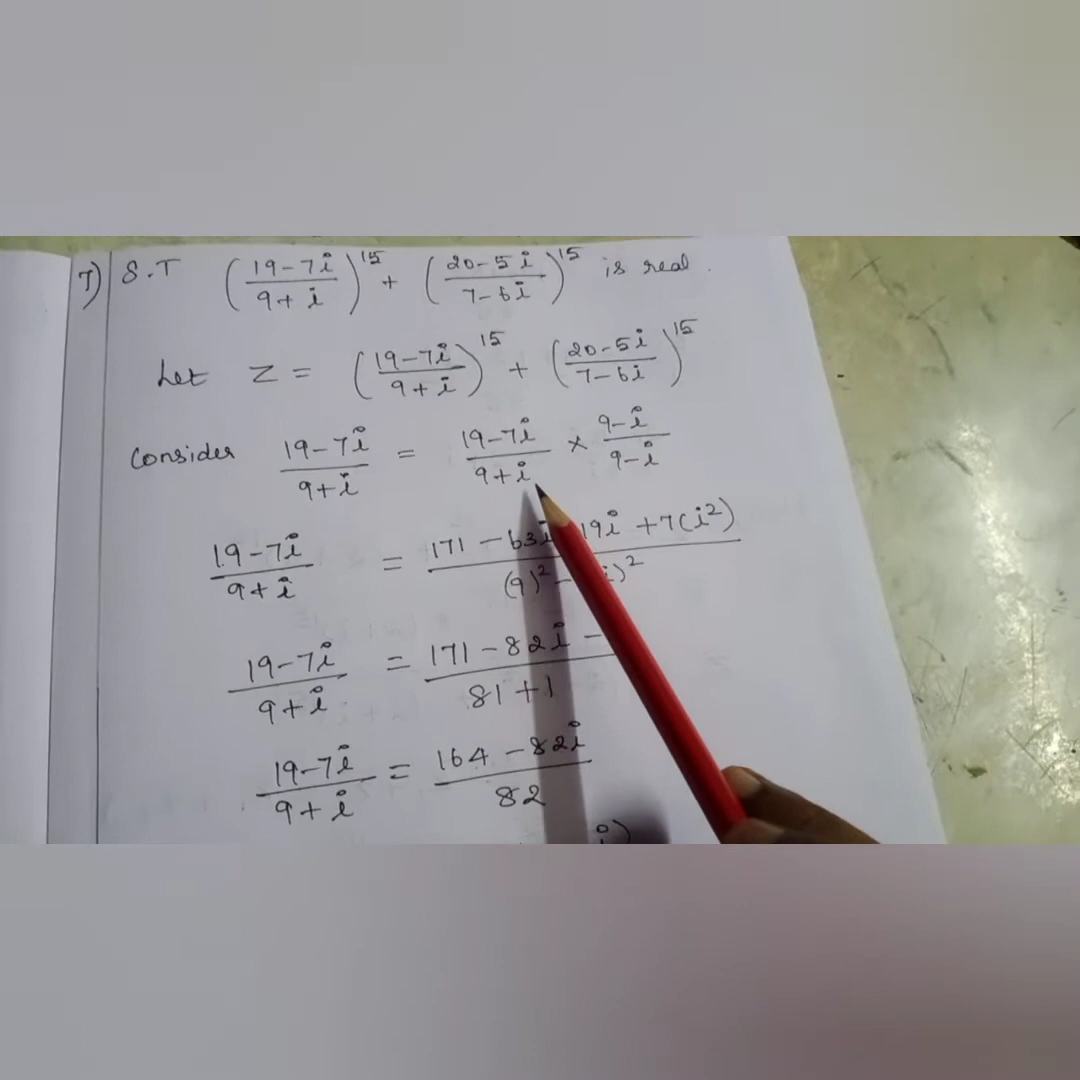 7) S.T (19-7i / 9+i)^15 + (20-5i / 7-6i)^15 is real.
Let Z = (19-7i / 9+i)^15 + (20-5i / 7-6i)^15
Consider 19-7i / 9+i = 19-7i / 9+i × 9-i / 9-i
19-7i / 9+i = 171 - 63i 19i + 7(i²) / (9)² - i)²
19-7i / 9+i = 171 - 82i - / 81+1
19-7i / 9+i = 164 - 82i / 82
i)